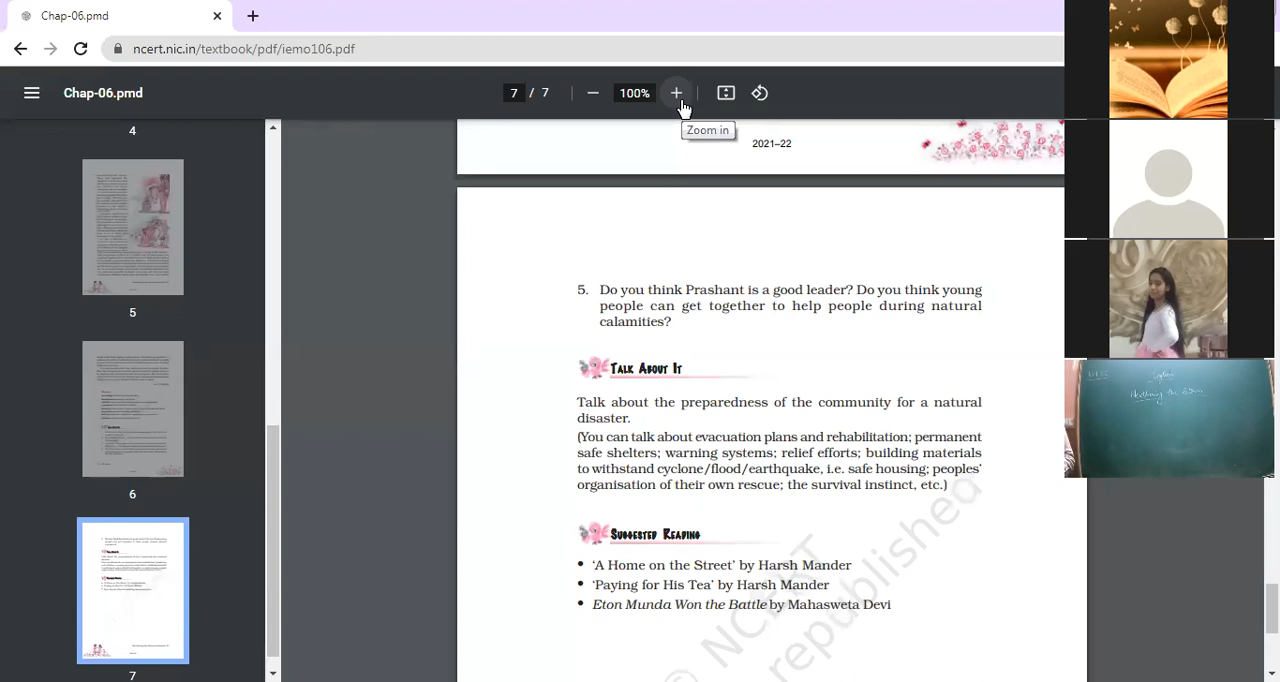 Chap-06.pmd
ncert.nic.in/textbook/pdf/iemo106.pdf
Chap-06.pmd
7 / 7
100%
Zoom in
4
5
6
7
2021–22
5. Do you think Prashant is a good leader? Do you think young
people can get together to help people during natural
calamities?
TALK ABOUT IT
Talk about the preparedness of the community for a natural
disaster.
(You can talk about evacuation plans and rehabilitation; permanent
safe shelters; warning systems; relief efforts; building materials
to withstand cyclone/flood/earthquake, i.e. safe housing; peoples’
organisation of their own rescue; the survival instinct, etc.)
SUGGESTED READING
• ‘A Home on the Street’ by Harsh Mander
• ‘Paying for His Tea’ by Harsh Mander
• Eton Munda Won the Battle by Mahasweta Devi
© NCERT
republished
English
Weathering the Storm